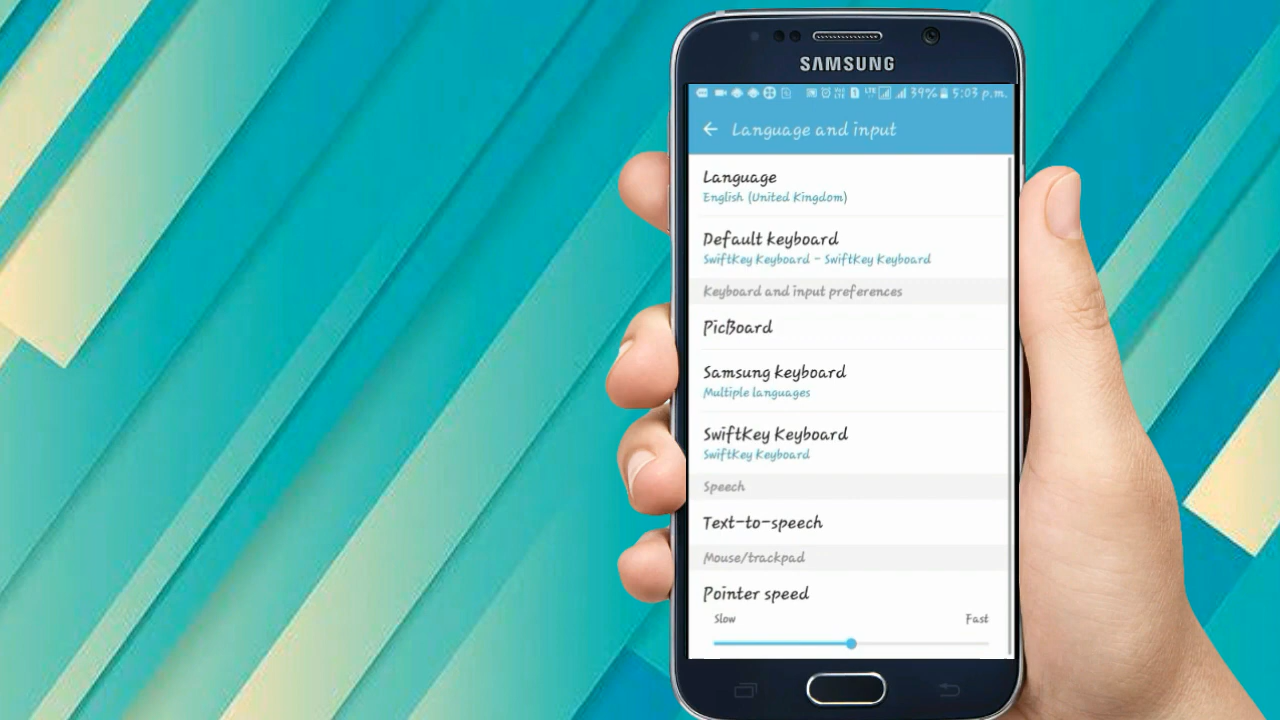 SAMSUNG
LTE 39% 5:03 p.m.
Language and input
Language
English (United Kingdom)
Default keyboard
SwiftKey Keyboard - SwiftKey Keyboard
Keyboard and input preferences
PicBoard
Samsung keyboard
Multiple languages
SwiftKey Keyboard
SwiftKey Keyboard
Speech
Text-to-speech
Mouse/trackpad
Pointer speed
Slow Fast